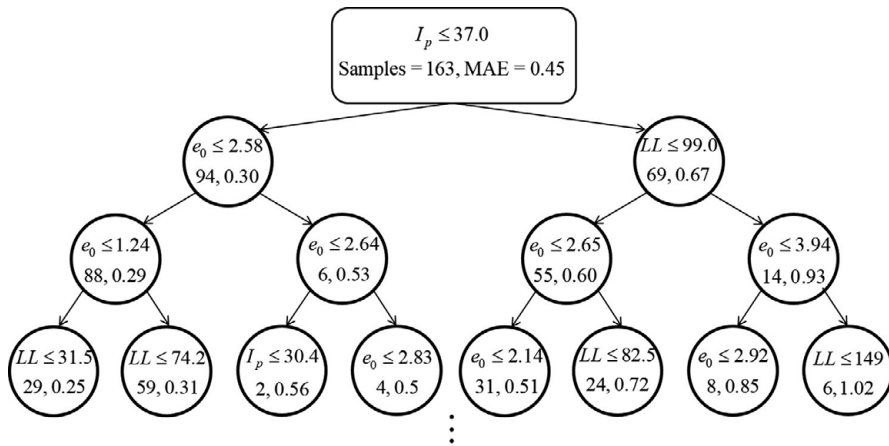 I_p ≤ 37.0
Samples = 163, MAE = 0.45
e_0 ≤ 2.58
94, 0.30
LL ≤ 99.0
69, 0.67
e_0 ≤ 1.24
88, 0.29
e_0 ≤ 2.64
6, 0.53
e_0 ≤ 2.65
55, 0.60
e_0 ≤ 3.94
14, 0.93
LL ≤ 31.5
29, 0.25
LL ≤ 74.2
59, 0.31
I_p ≤ 30.4
2, 0.56
e_0 ≤ 2.83
4, 0.5
e_0 ≤ 2.14
31, 0.51
LL ≤ 82.5
24, 0.72
e_0 ≤ 2.92
8, 0.85
LL ≤ 149
6, 1.02
⋮